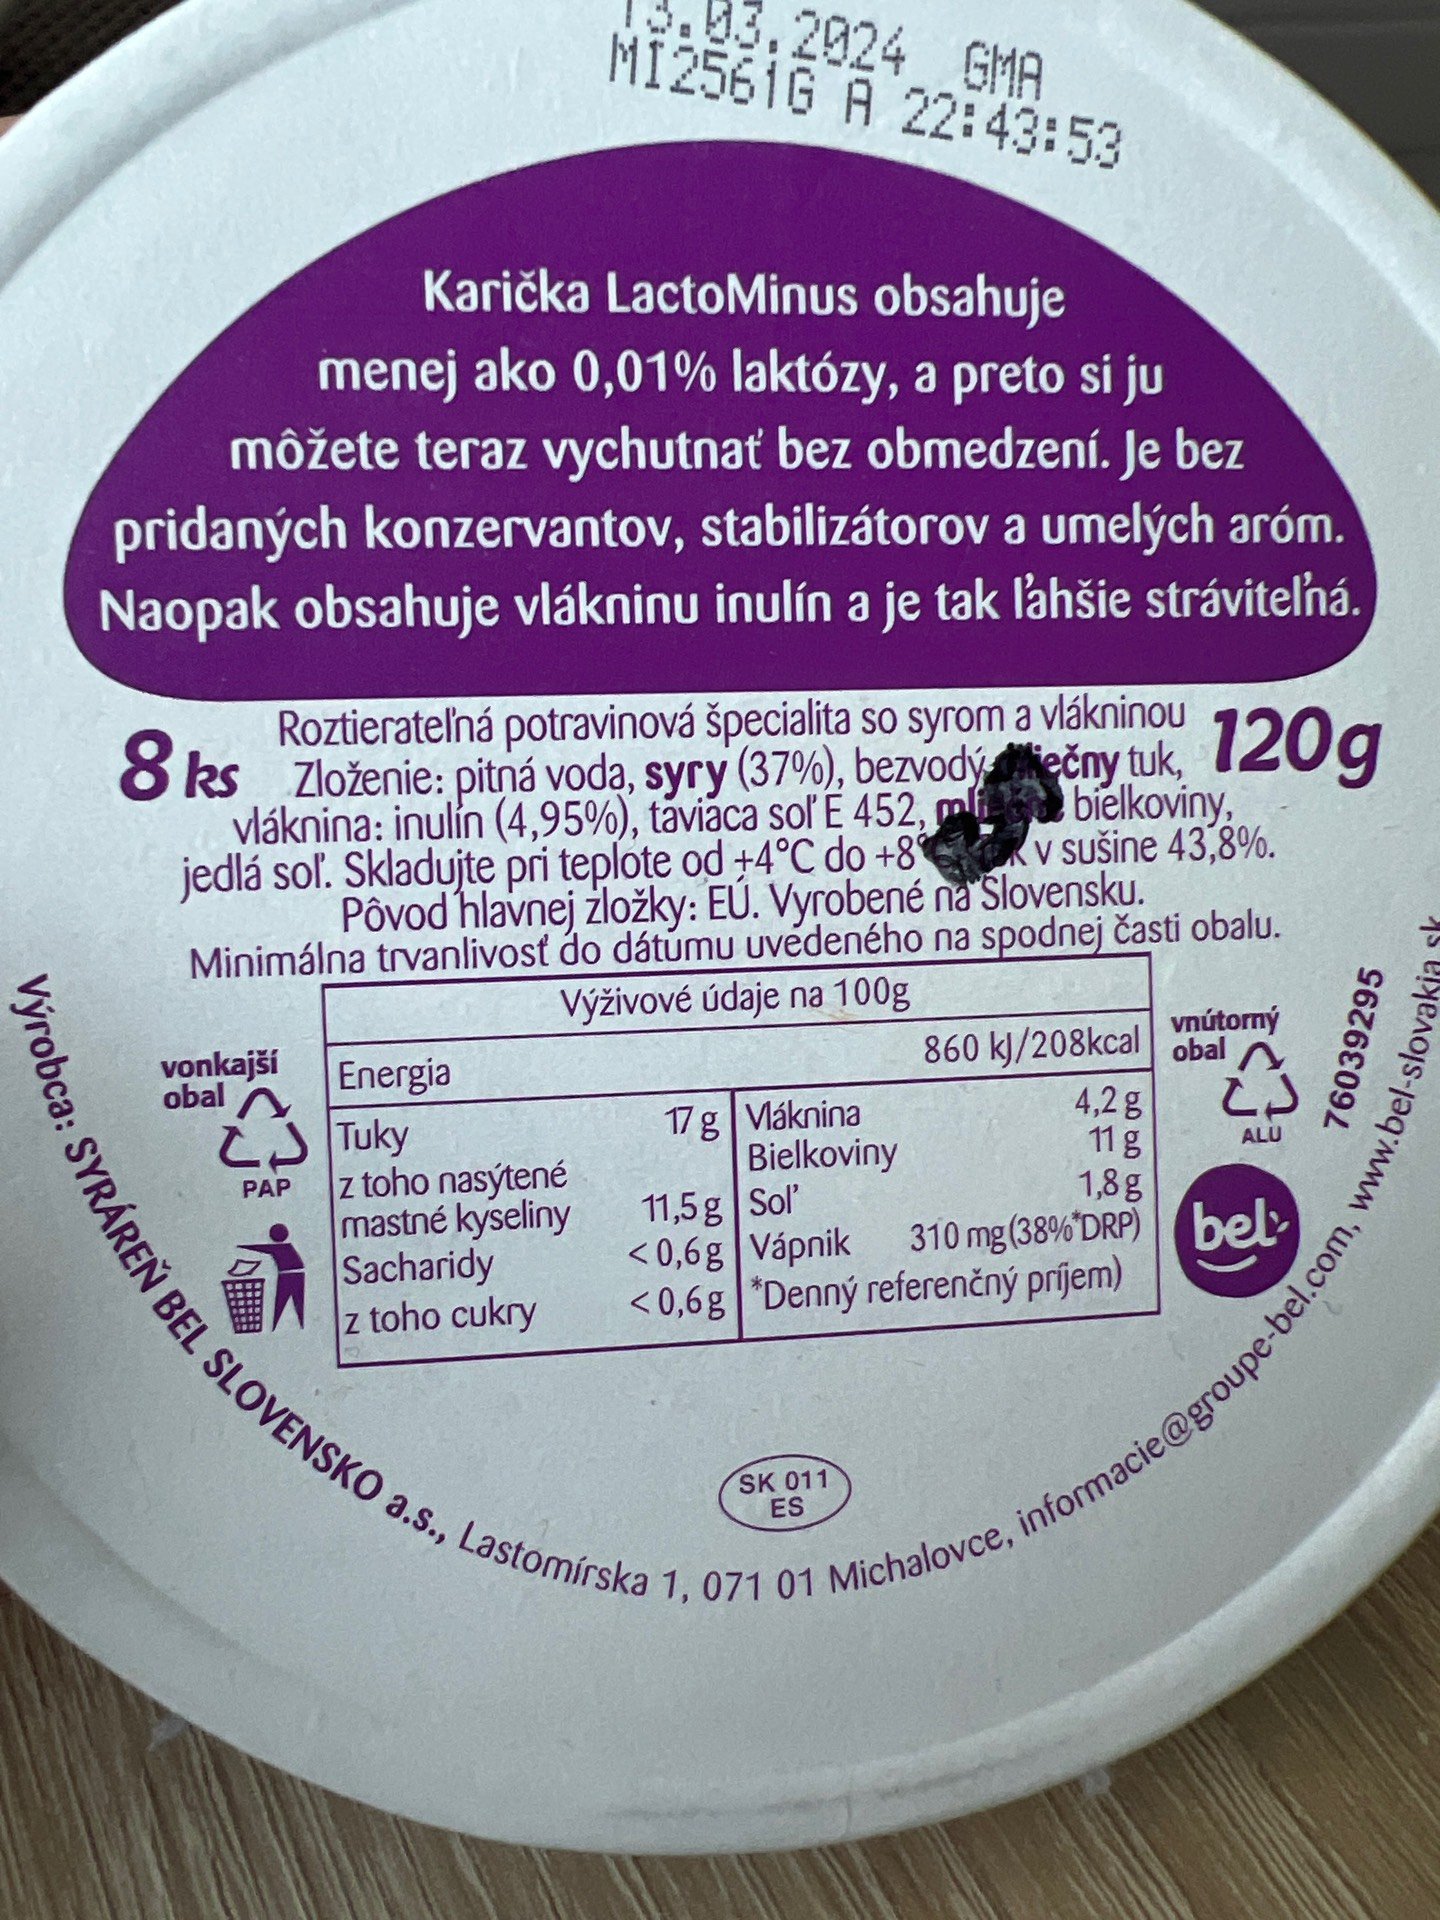 13.03.2024 GMA
MI2561G A 22:43:53
Karička LactoMinus obsahuje
menej ako 0,01% laktózy, a preto si ju
môžete teraz vychutnať bez obmedzení. Je bez
pridaných konzervantov, stabilizátorov a umelých aróm.
Naopak obsahuje vlákninu inulín a je tak ľahšie stráviteľná.
8 ks
Roztierateľná potravinová špecialita so syrom a vlákninou
120g
Zloženie: pitná voda, syry (37%), bezvodý tuk,
vláknina: inulín (4,95%), taviaca soľ E 452, bielkoviny,
jedlá soľ. Skladujte pri teplote od +4°C do +8° v sušine 43,8%.
Pôvod hlavnej zložky: EÚ. Vyrobené na Slovensku.
Minimálna trvanlivosť do dátumu uvedeného na spodnej časti obalu.
Výživové údaje na 100g
Energia 860 kJ/208kcal
Tuky 17 g
z toho nasýtené
mastné kyseliny 11,5 g
Sacharidy <0,6 g
z toho cukry <0,6 g
Vláknina 4,2 g
Bielkoviny 11 g
Soľ 1,8 g
Vápnik 310 mg (38%*DRP)
*Denný referenčný príjem)
vonkajší
obal
PAP
vnútorný
obal
ALU
76039295
bel
SK 011
ES
Výrobca: SYRÁREŇ BEL SLOVENSKO a.s., Lastomírska 1, 071 01 Michalovce, informacie@groupe-bel.com, www.bel-slovakia.sk